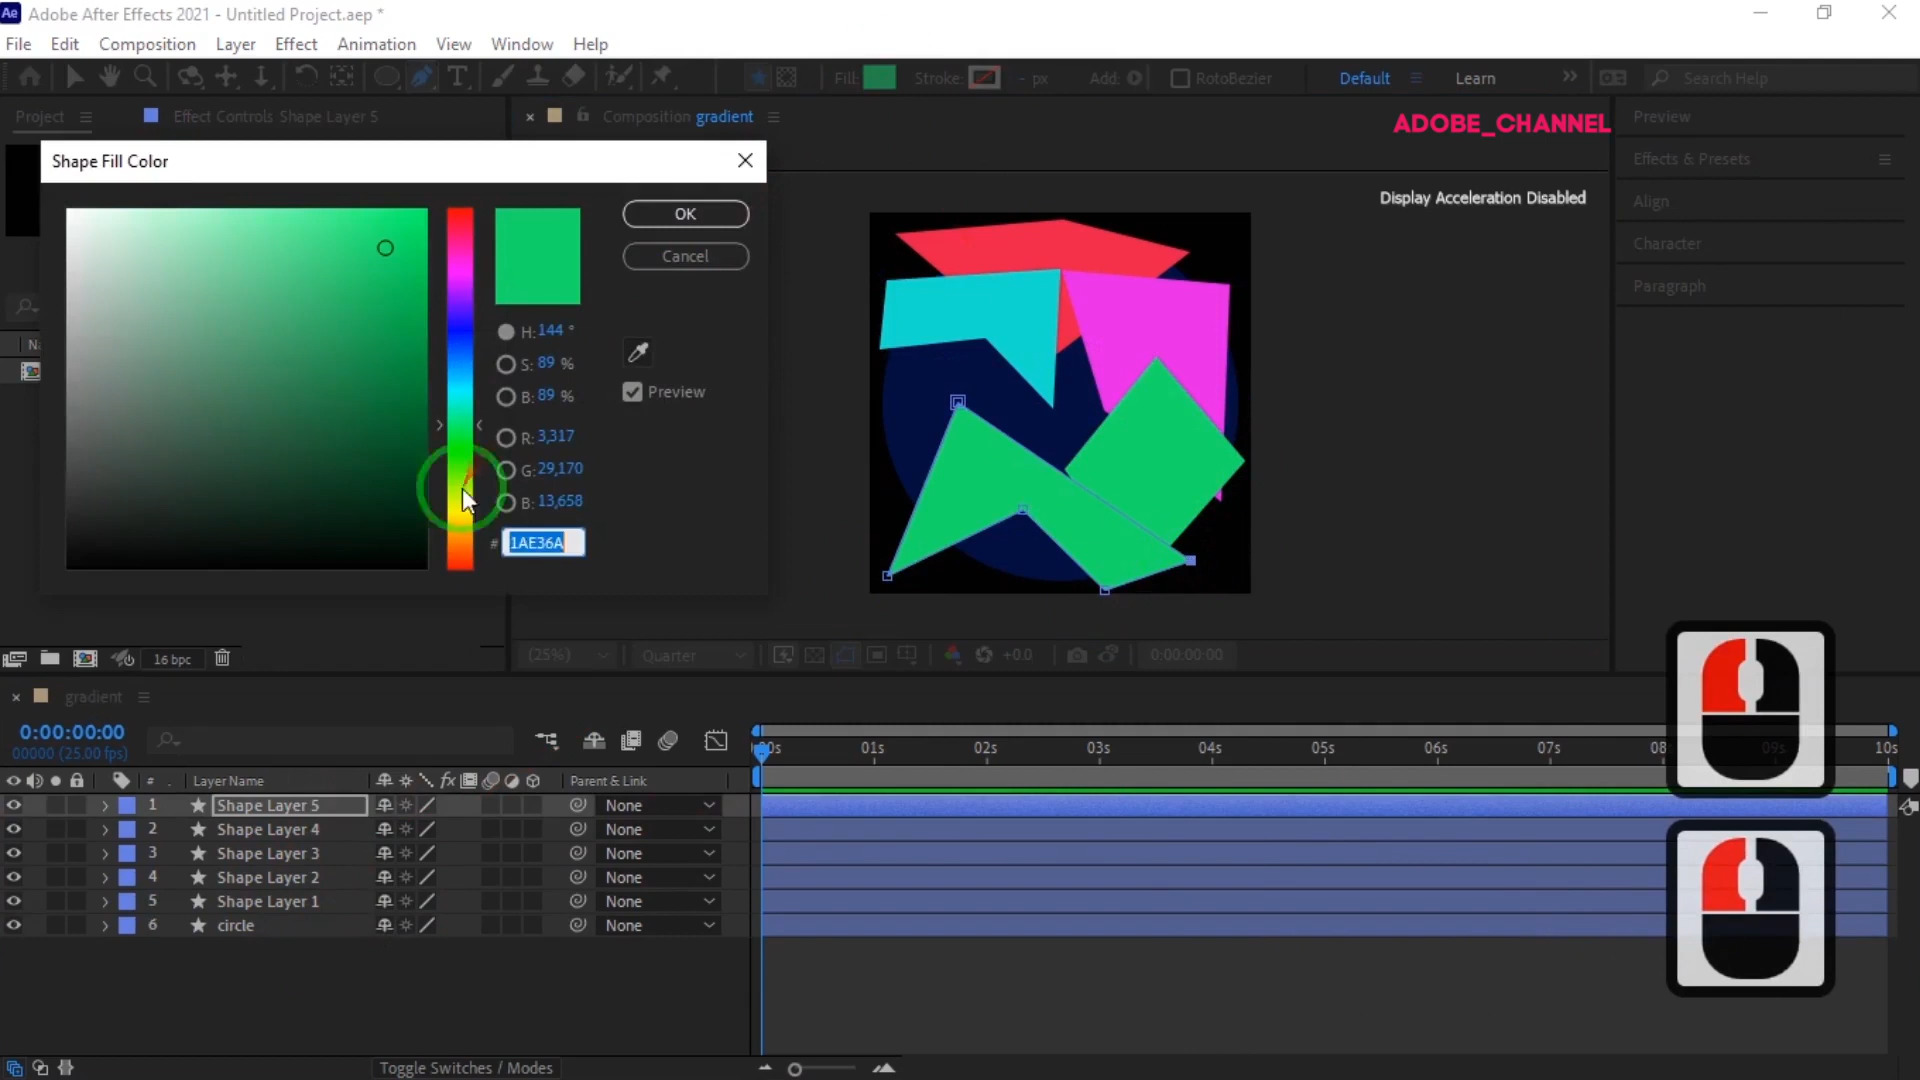 Ae Adobe After Effects 2021 - Untitled Project.aep *
File Edit Composition Layer Effect Animation View Window Help
Fill: Stroke: - px Add: RotoBezier Default Learn Search Help
Project Effect Controls Shape Layer 5 Composition gradient ADOBE_CHANNEL Preview
Shape Fill Color
Effects & Presets
Display Acceleration Disabled
Align
OK
Character
Cancel
Paragraph
H: 144 °
S: 89 %
B: 89 %
Preview
R: 3,317
G: 29,170
B: 13,658
# 1AE36A
16 bpc (25%) Quarter +0.0 0:00:00:00
gradient
0:00:00:00
00000 (25.00 fps)
00s 01s 02s 03s 04s 05s 06s 07s 08 09s 10s
# Layer Name fx Parent & Link
1 Shape Layer 5 None
2 Shape Layer 4 None
3 Shape Layer 3 None
4 Shape Layer 2 None
5 Shape Layer 1 None
6 circle None
Toggle Switches / Modes